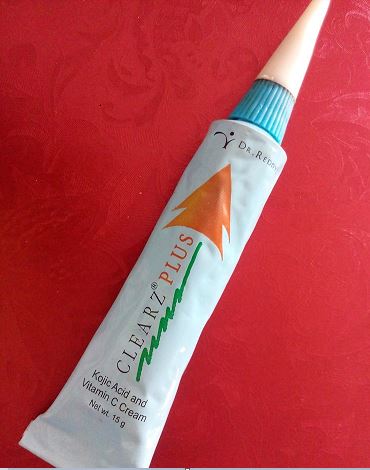 DR. REDDY'S
CLEARZ® PLUS
Kojic Acid and
Vitamin C Cream
Net wt. 15 g